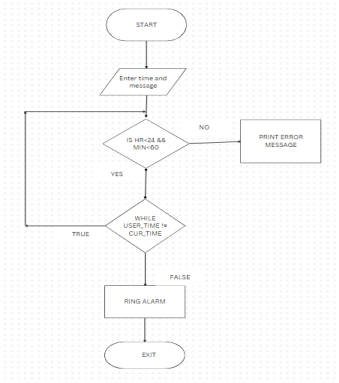 START
Enter time and
message
IS HR<24 &&
MIN<60
NO
PRINT ERROR
MESSAGE
YES
WHILE
USER_TIME !=
CUR_TIME
TRUE
FALSE
RING ALARM
EXIT